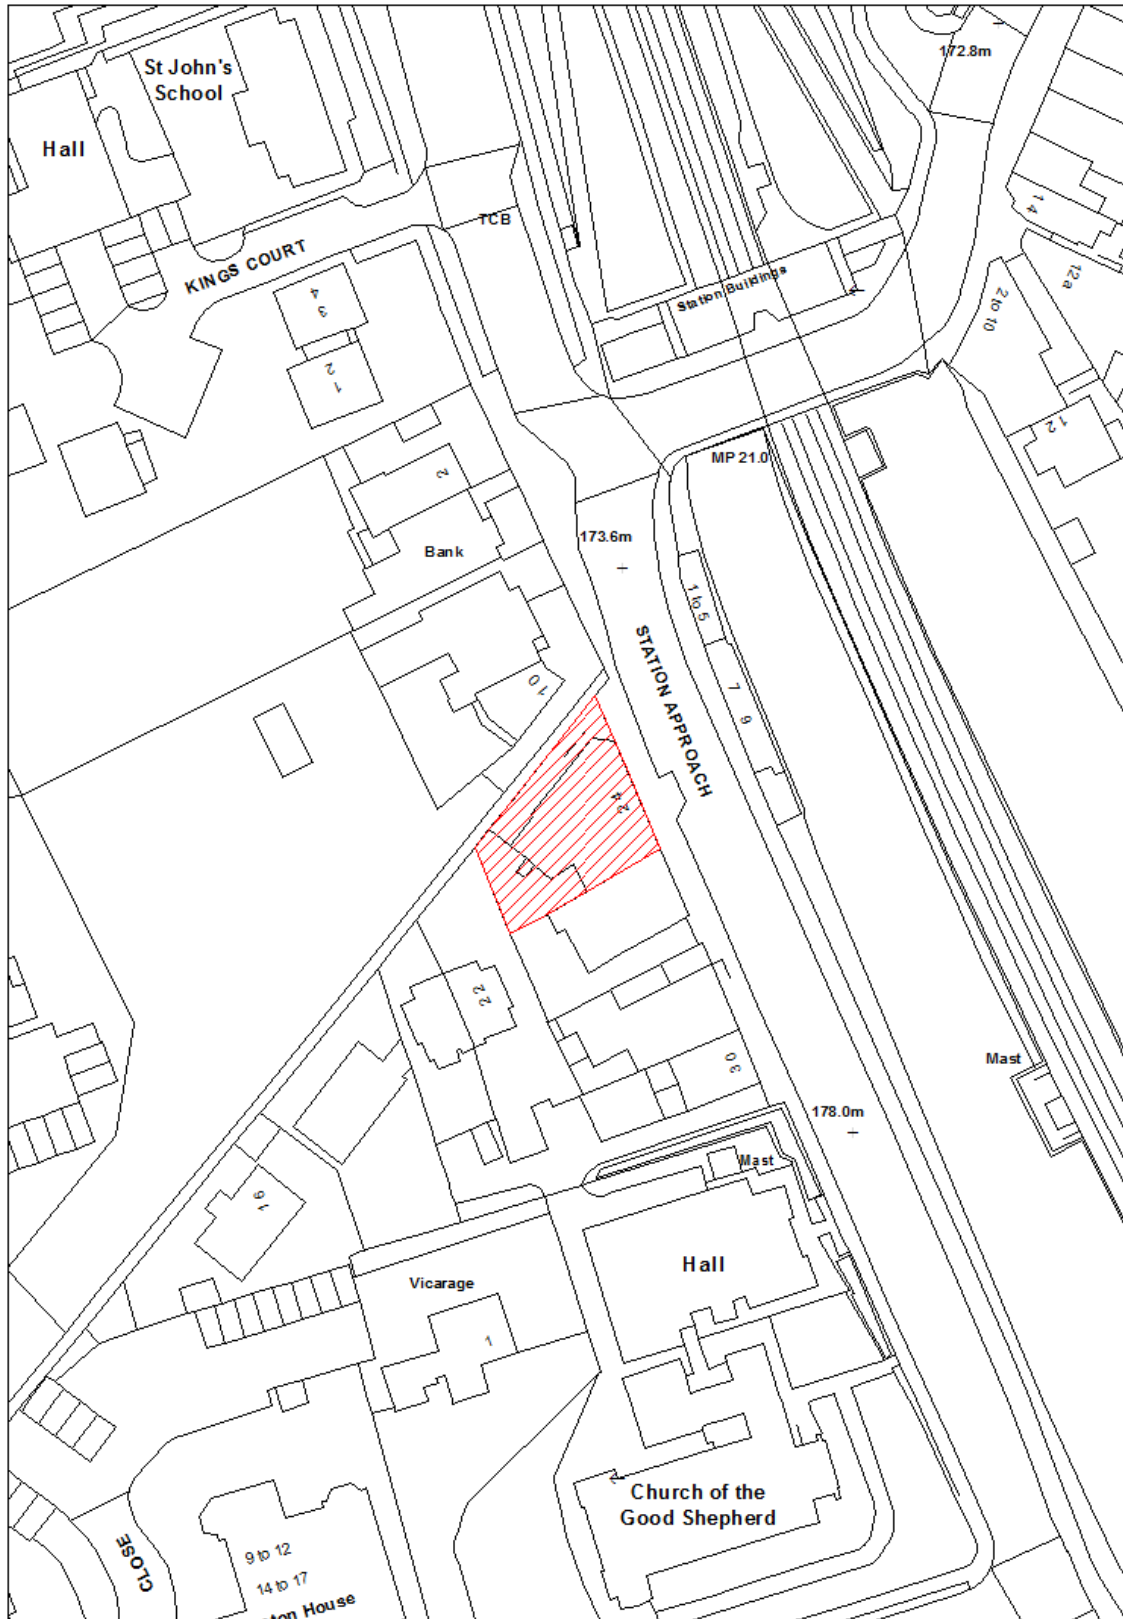 172.8m
St John's
School
Hall
14
TCB
KINGS COURT
12a
Station Buildings
3 4
2 to 10
1 2
12
MP 21.0
2
173.6m
Bank
1 to 5
STATION APPROACH
10
7 9
24
22
Mast
30
178.0m
Mast
16
Hall
Vicarage
1
Church of the
Good Shepherd
CLOSE
9 to 12
14 to 17
ton House